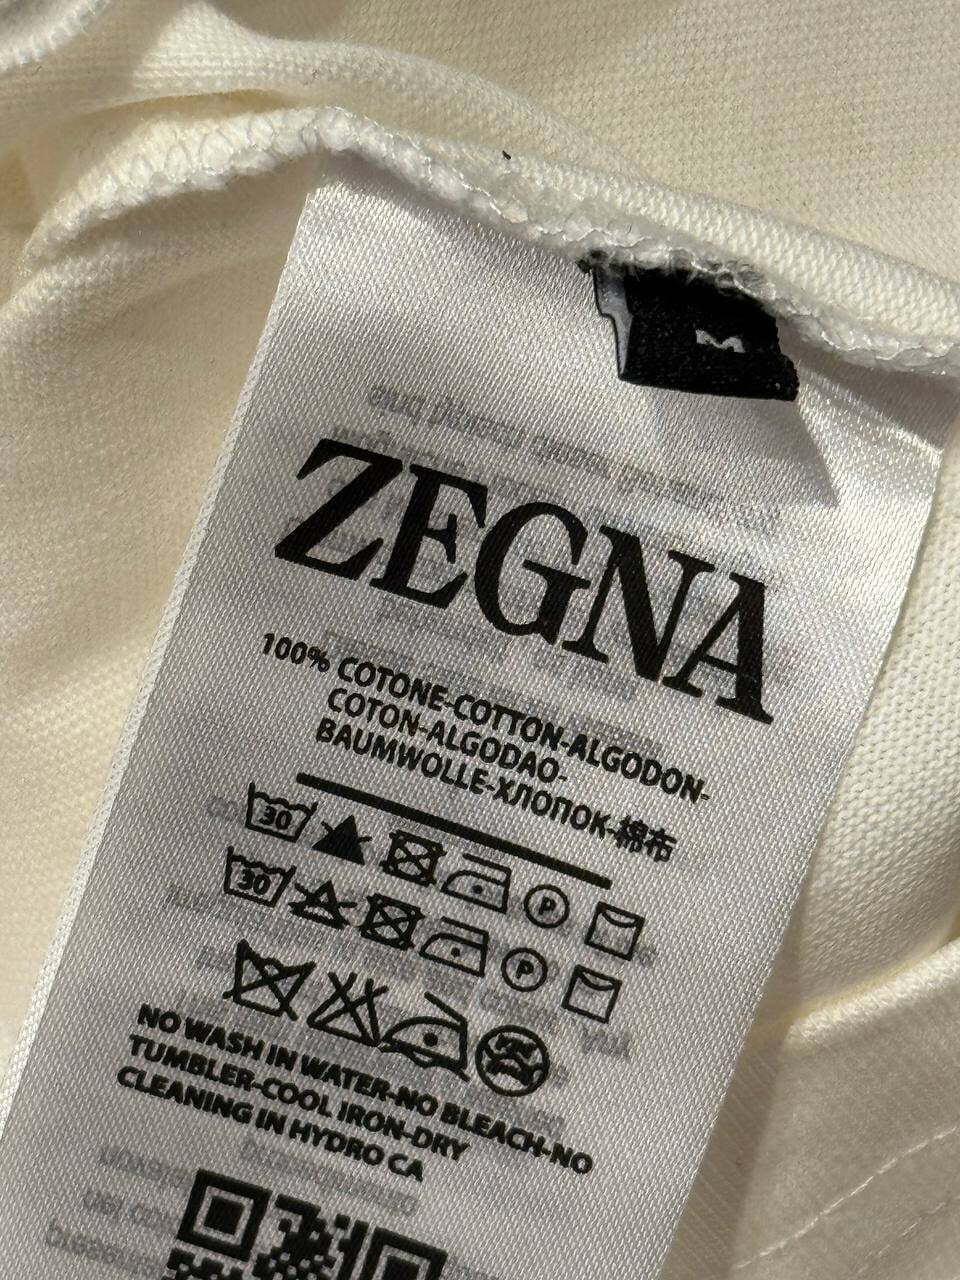 M
ZEGNA
100% COTONE-COTTON-ALGODON-
COTON-ALGODAO-
BAUMWOLLE-ХЛОПОК-棉布
30
P
30
P
NO WASH IN WATER-NO BLEACH-NO
TUMBLER-COOL IRON-DRY
CLEANING IN HYDRO CA